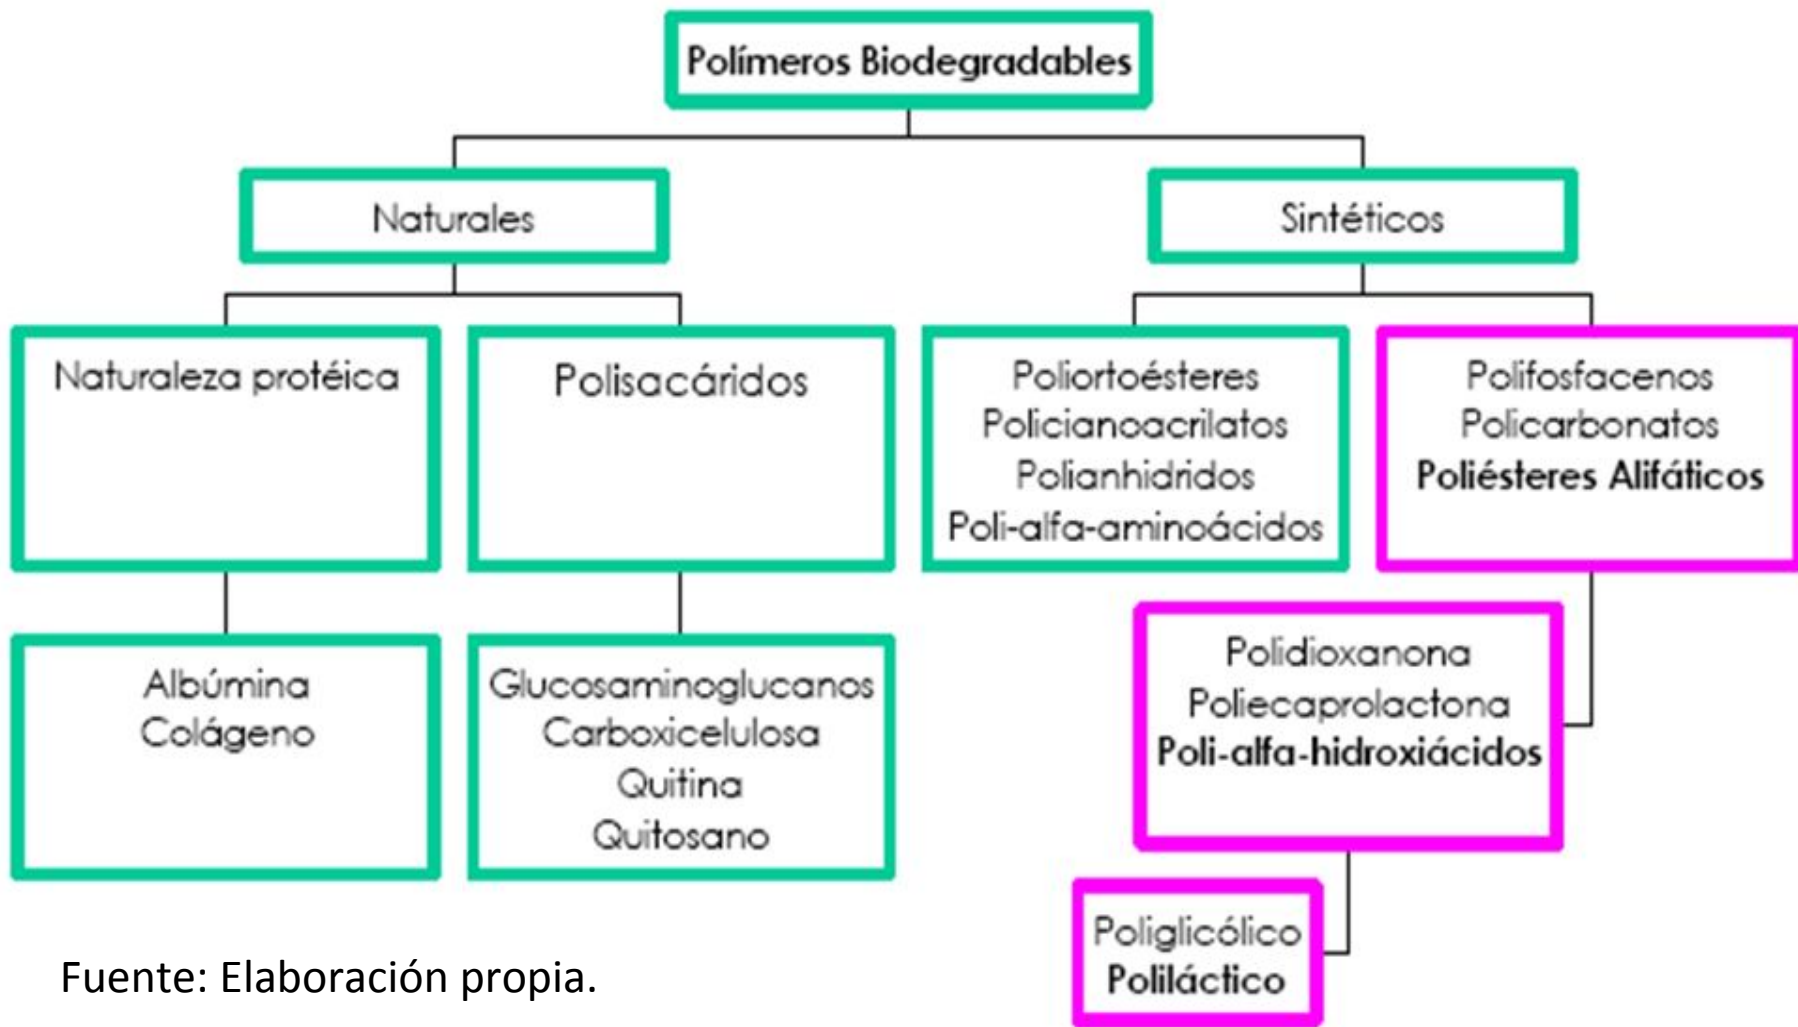 Polímeros Biodegradables
Naturales
Sintéticos
Naturaleza protéica
Polisacáridos
Poliortoésteres
Policianoacrilatos
Polianhidridos
Poli-alfa-aminoácidos
Polifosfacenos
Policarbonatos
Poliésteres Alifáticos
Albúmina
Colágeno
Glucosaminoglucanos
Carboxicelulosa
Quitina
Quitosano
Polidioxanona
Poliecaprolactona
Poli-alfa-hidroxiácidos
Poliglicólico
Poliláctico
Fuente: Elaboración propia.